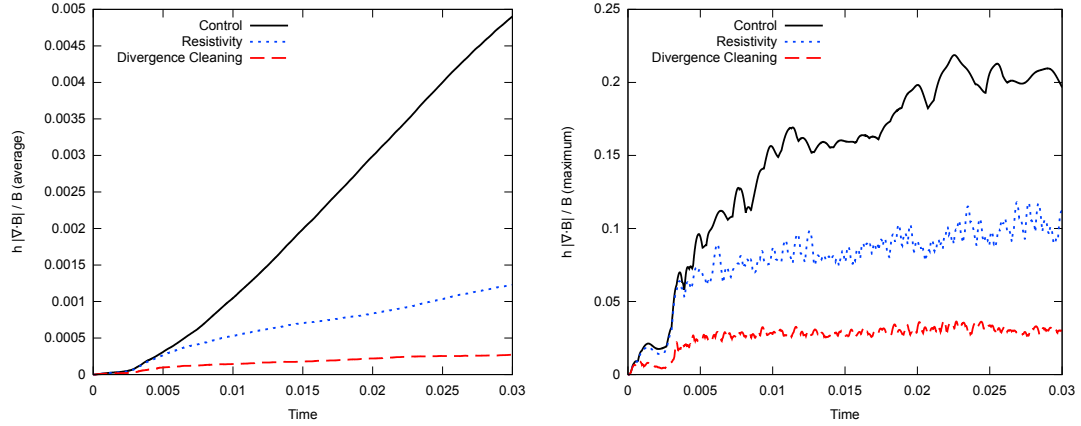 0.005
0.0045
0.004
0.0035
0.003
0.0025
0.002
0.0015
0.001
0.0005
0
h |∇·B| / B (average)
Control
Resistivity
Divergence Cleaning
0 0.005 0.01 0.015 0.02 0.025 0.03
Time
0.25
0.2
0.15
0.1
0.05
0
h |∇·B| / B (maximum)
Control
Resistivity
Divergence Cleaning
0 0.005 0.01 0.015 0.02 0.025 0.03
Time